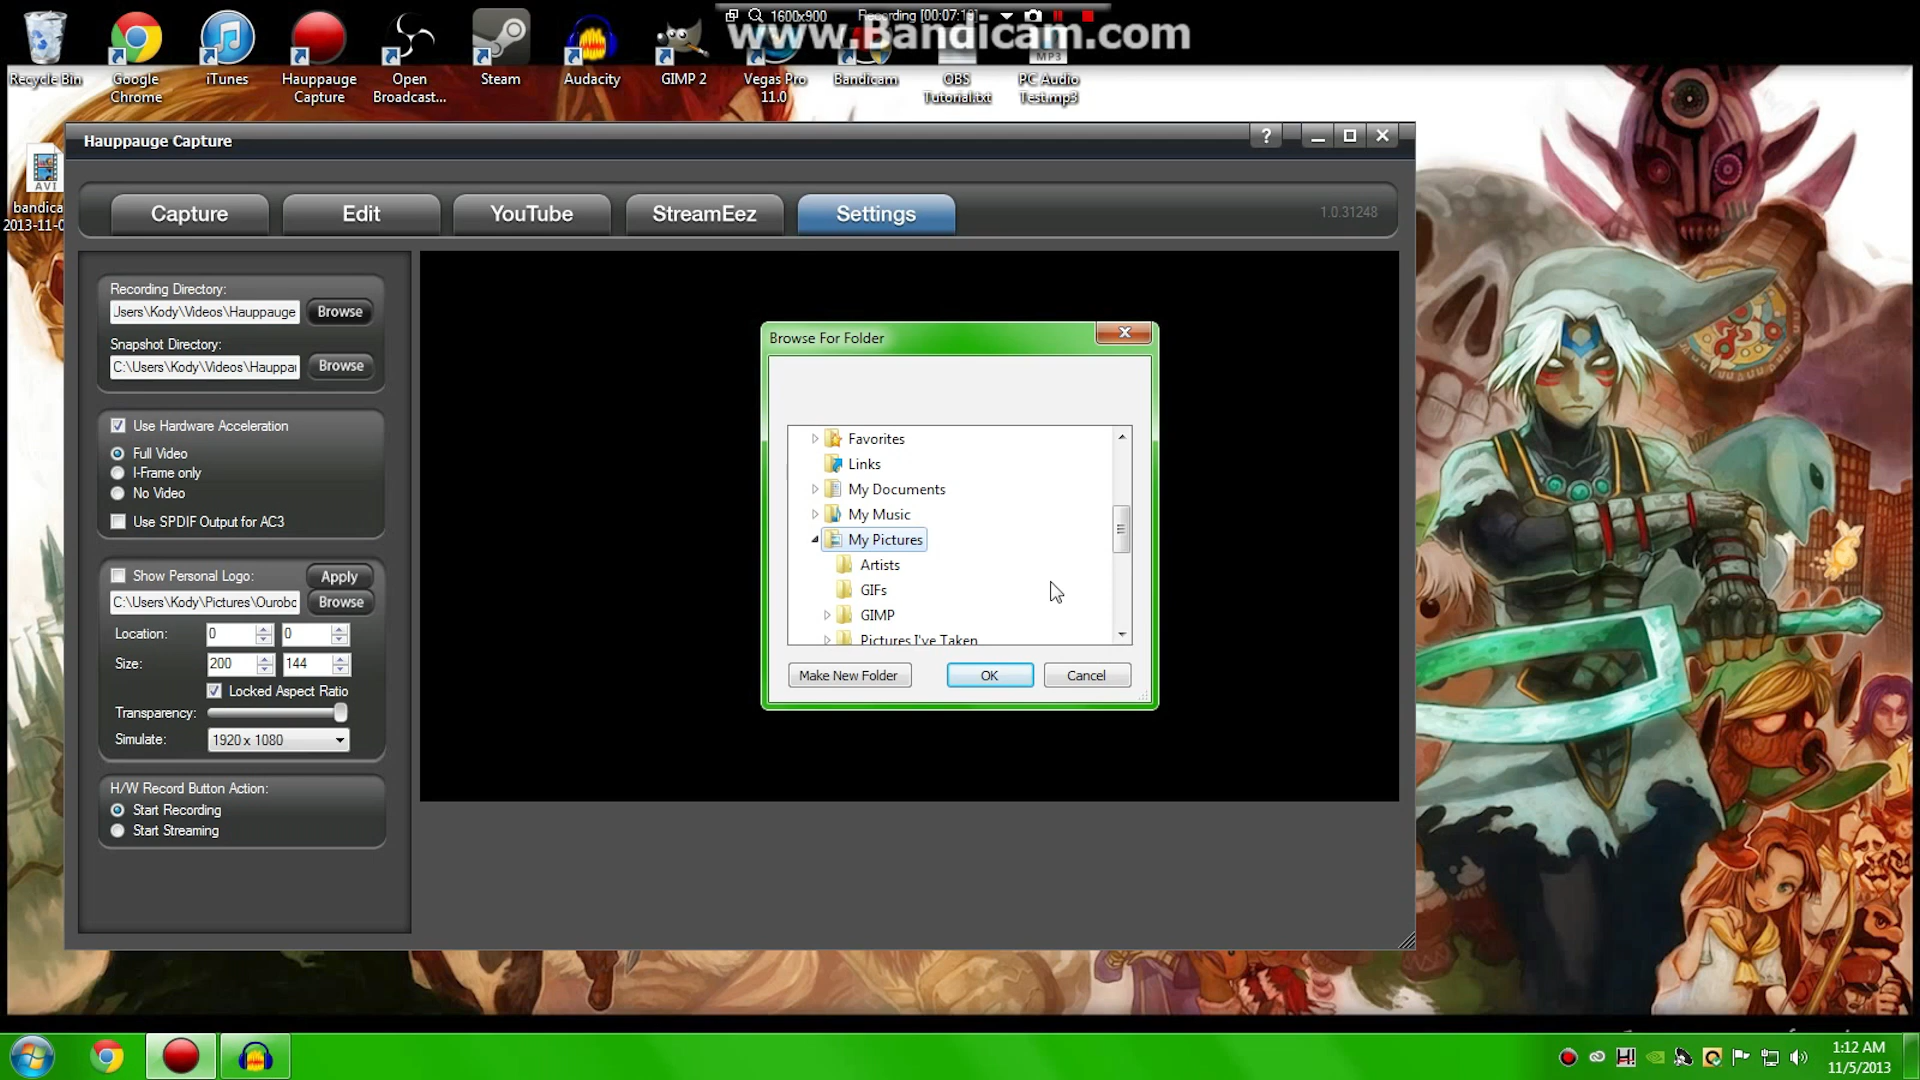 1600x900
Recording [00:07:
www.Bandicam.com
Recycle Bin
Google
Chrome
iTunes
Hauppauge
Capture
Open
Broadcast...
Steam
Audacity
GIMP 2
Vegas Pro
11.0
Bandicam
OBS
Tutorial.txt
MP3
PC Audio
Test.mp3
AVI
bandica
2013-11-0
Hauppauge Capture
?
Capture
Edit
YouTube
StreamEez
Settings
1.0.31248
Recording Directory:
Users\Kody\Videos\Hauppauge
Browse
Snapshot Directory:
C:\Users\Kody\Videos\Hauppau
Browse
Use Hardware Acceleration
Full Video
I-Frame only
No Video
Use SPDIF Output for AC3
Show Personal Logo:
Apply
C:\Users\Kody\Pictures\Ourobo
Browse
Location:
0
0
Size:
200
144
Locked Aspect Ratio
Transparency:
Simulate:
1920 x 1080
H/W Record Button Action:
Start Recording
Start Streaming
Browse For Folder
Favorites
Links
My Documents
My Music
My Pictures
Artists
GIFs
GIMP
Pictures I've Taken
Make New Folder
OK
Cancel
1:12 AM
11/5/2013